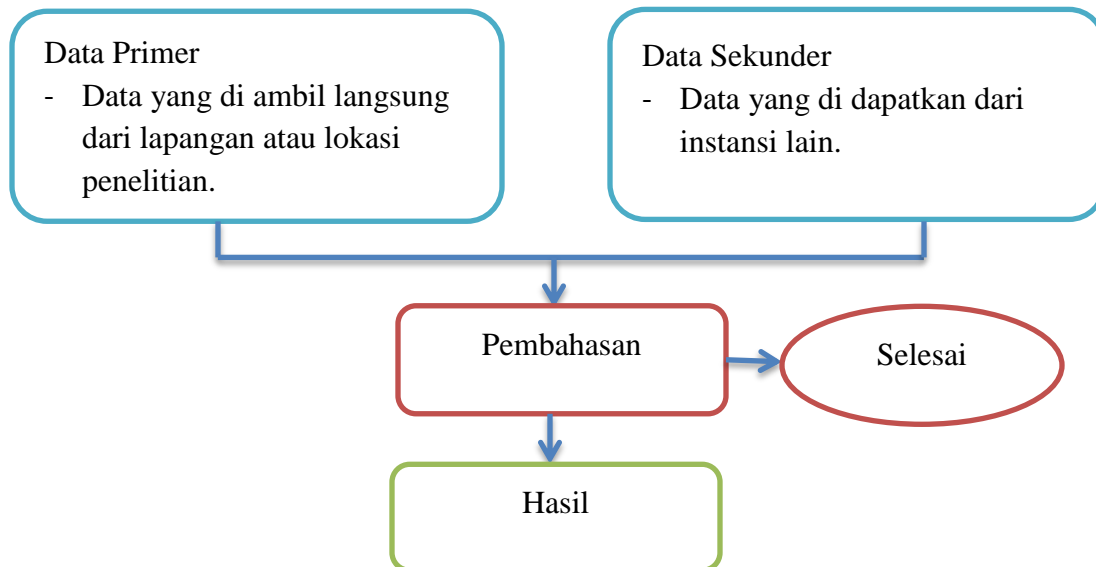 Data Primer
- Data yang di ambil langsung
dari lapangan atau lokasi
penelitian.
Data Sekunder
- Data yang di dapatkan dari
instansi lain.
Pembahasan
Selesai
Hasil